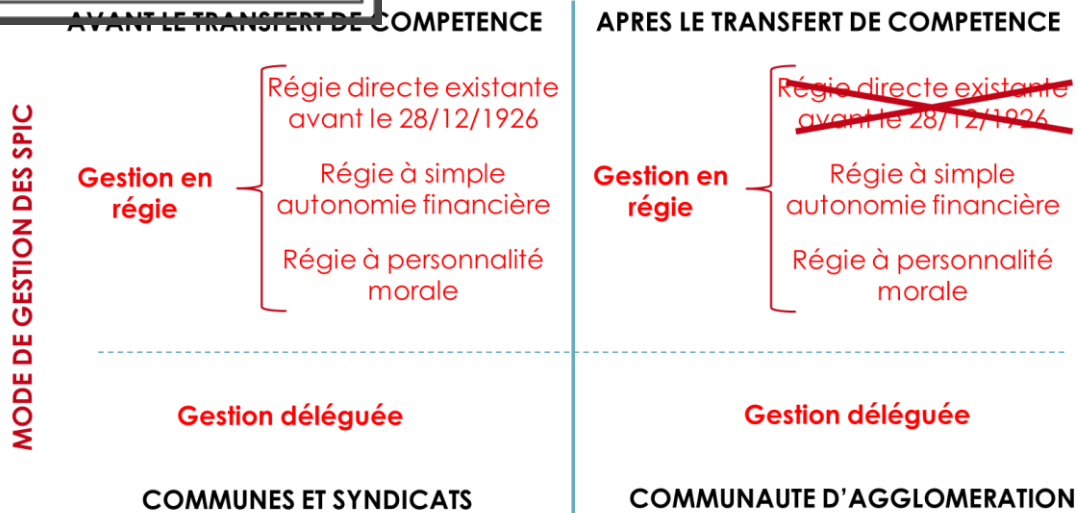 AVANT LE TRANSFERT DE COMPETENCE
APRES LE TRANSFERT DE COMPETENCE
MODE DE GESTION DES SPIC
Gestion en
régie
Régie directe existante
avant le 28/12/1926
Régie à simple
autonomie financière
Régie à personnalité
morale
Gestion en
régie
Régie directe existante
avant le 28/12/1926
Régie à simple
autonomie financière
Régie à personnalité
morale
Gestion déléguée
Gestion déléguée
COMMUNES ET SYNDICATS
COMMUNAUTE D'AGGLOMERATION